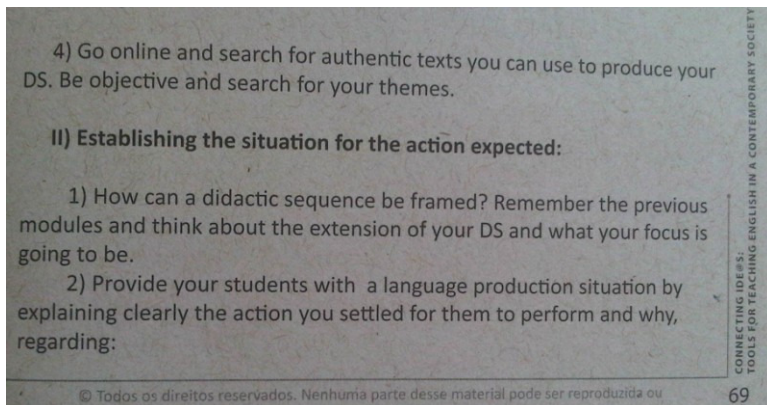 4) Go online and search for authentic texts you can use to produce your
DS. Be objective and search for your themes.
II) Establishing the situation for the action expected:
1) How can a didactic sequence be framed? Remember the previous
modules and think about the extension of your DS and what your focus is
going to be.
2) Provide your students with a language production situation by
explaining clearly the action you settled for them to perform and why,
regarding:
CONNECTING IDE@S:
TOOLS FOR TEACHING ENGLISH IN A CONTEMPORARY SOCIETY
© Todos os direitos reservados. Nenhuma parte desse material pode ser reproduzida ou
69